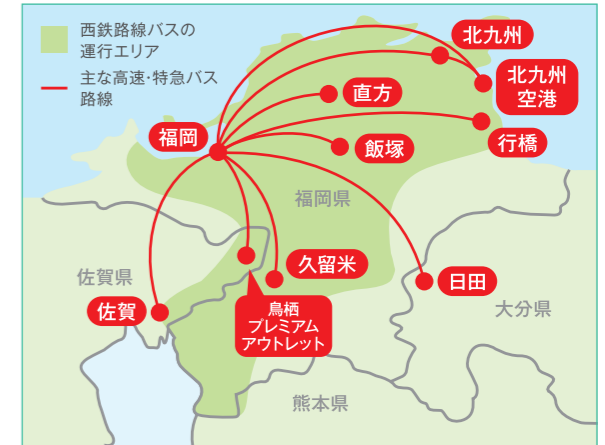 西鉄路線バスの
運行エリア
主な高速・特急バス
路線
北九州
北九州
空港
直方
福岡
飯塚
行橋
福岡県
久留米
日田
佐賀県
佐賀
鳥栖
プレミアム
アウトレット
大分県
熊本県